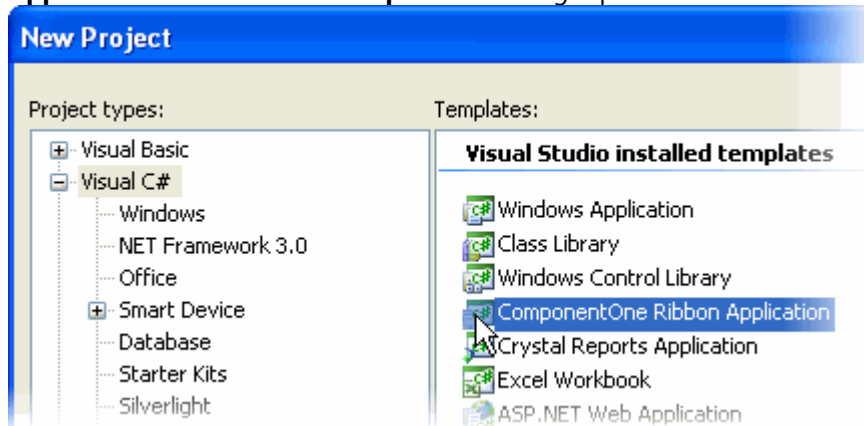 New Project
Project types:
Templates:
Visual Basic
Visual C#
Windows
NET Framework 3.0
Office
Smart Device
Database
Starter Kits
Silverlight
Visual Studio installed templates
Windows Application
Class Library
Windows Control Library
ComponentOne Ribbon Application
Crystal Reports Application
Excel Workbook
ASP.NET Web Application